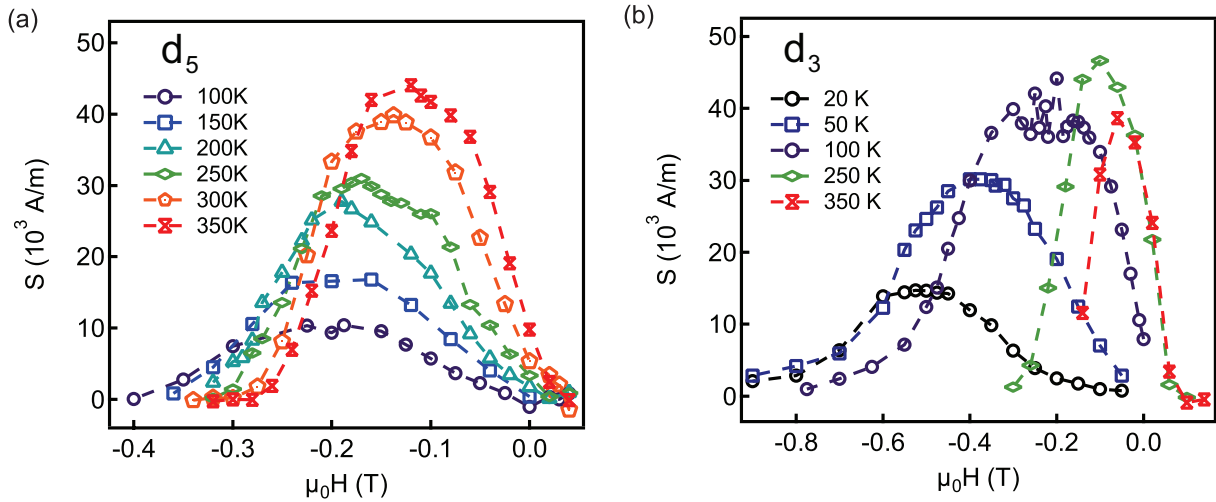 (a)
d5
S (10³ A/m)
50
40
30
20
10
0
100K
150K
200K
250K
300K
350K
-0.4
-0.3
-0.2
-0.1
0.0
μ₀H (T)
(b)
d3
S (10³ A/m)
50
40
30
20
10
0
20 K
50 K
100 K
250 K
350 K
-0.8
-0.6
-0.4
-0.2
0.0
μ₀H (T)